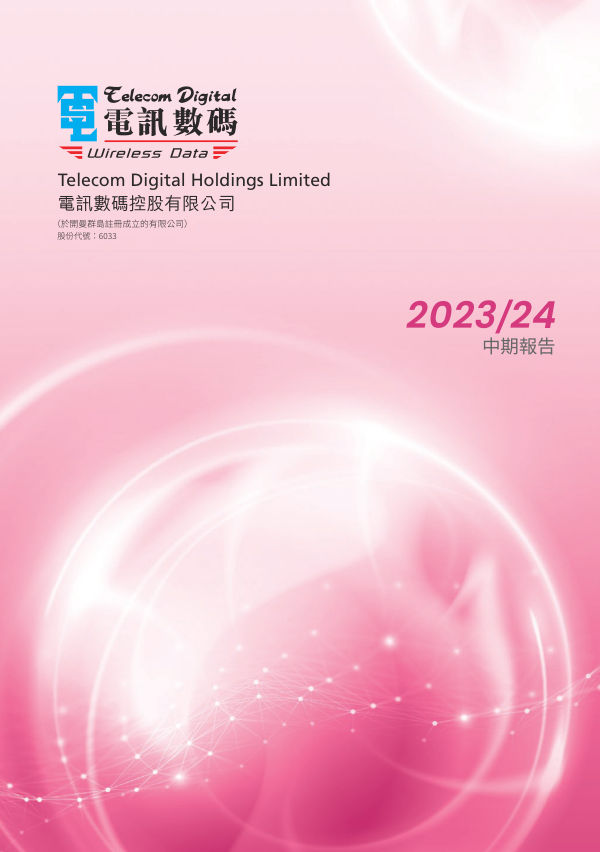 Telecom Digital
電訊數碼
Wireless Data
Telecom Digital Holdings Limited
電訊數碼控股有限公司
(於開曼群島註冊成立的有限公司)
股份代號：6033
2023/24
中期報告